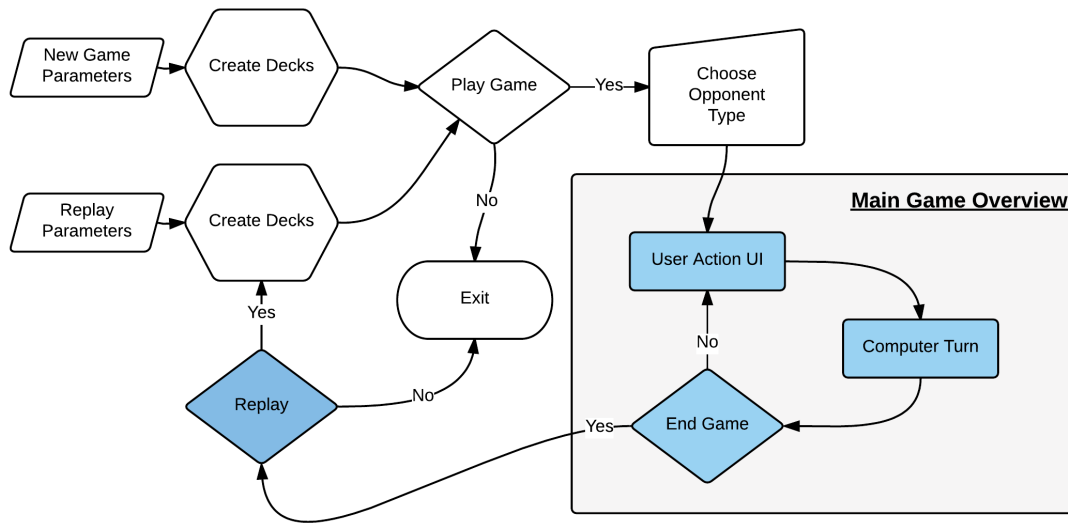 New Game
Parameters
Create Decks
Play Game
Yes
Choose
Opponent
Type
No
Replay
Parameters
Create Decks
Yes
Exit
Replay
No
Main Game Overview
User Action UI
Computer Turn
No
End Game
Yes